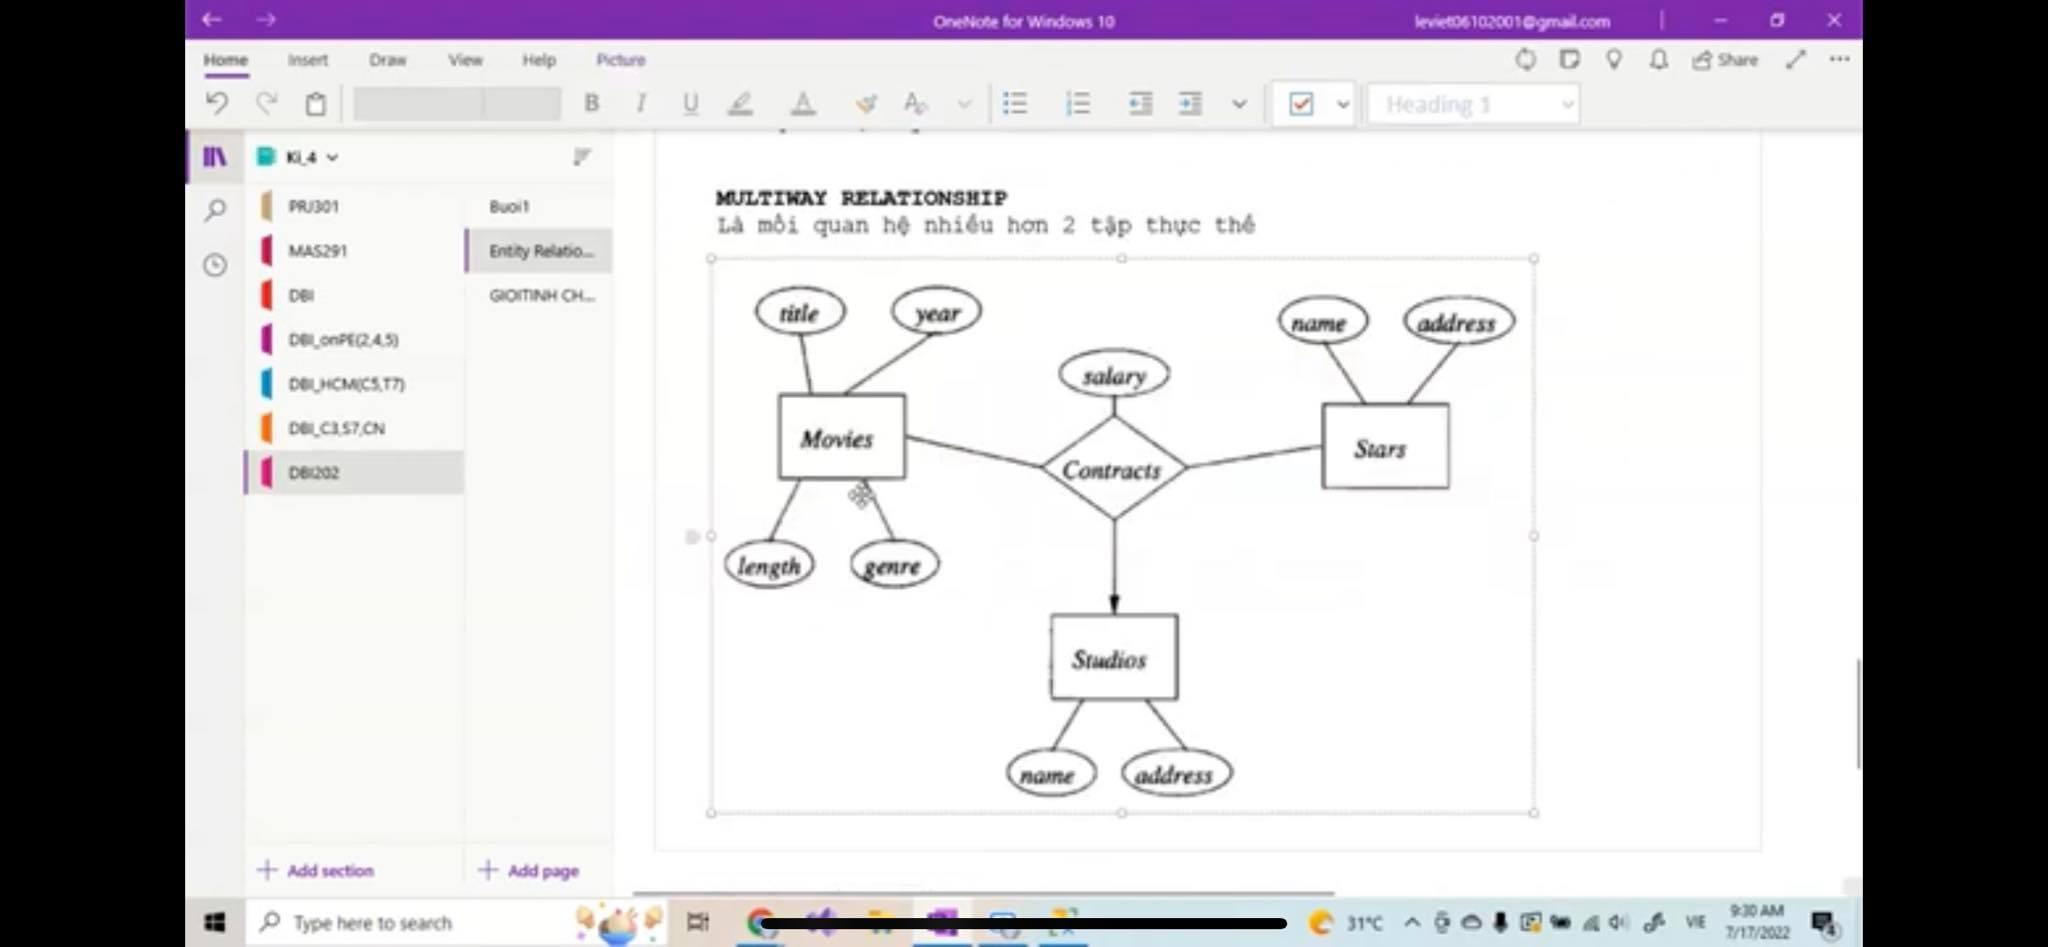 OneNote for Windows 10
leviet06102001@gmail.com
Home Insert Draw View Help Picture
Share
B I U A
Heading 1
Ki_4
PRJ301
MAS291
DBI
DBI_onPE(2,4,5)
DBI_HCM(C5,T7)
DBI_C3,S7,CN
DBI202
Buoi1
Entity Relatio...
GIOITINH CH...
MULTIWAY RELATIONSHIP
Là mối quan hệ nhiều hơn 2 tập thực thể
title year
name address
salary
Movies
Contracts
Stars
length genre
Studios
name address
+ Add section
+ Add page
Type here to search
31°C
VIE
9:30 AM
7/17/2022
4